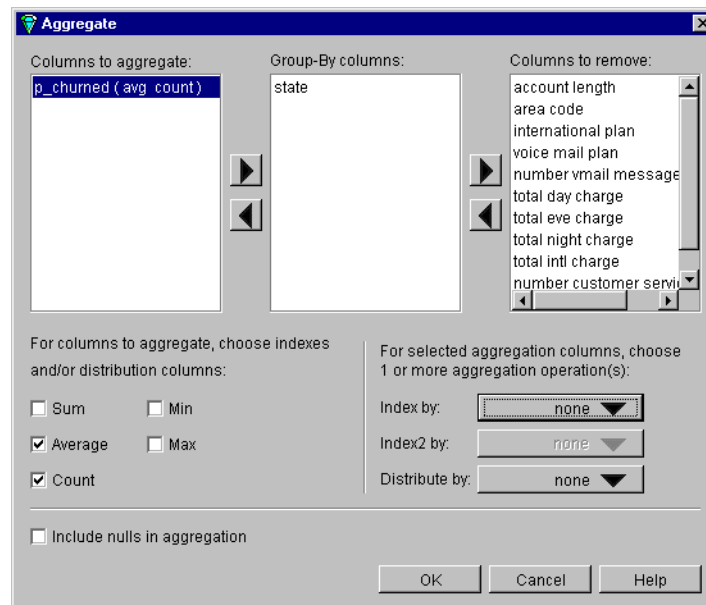 Aggregate
Columns to aggregate:
Group-By columns:
Columns to remove:
p_churned ( avg count )
state
account length
area code
international plan
voice mail plan
number vmail message
total day charge
total eve charge
total night charge
total intl charge
number customer servi
For columns to aggregate, choose indexes
and/or distribution columns:
Sum
Min
Average
Max
Count
For selected aggregation columns, choose
1 or more aggregation operation(s):
Index by:
none
Index2 by:
none
Distribute by:
none
Include nulls in aggregation
OK
Cancel
Help